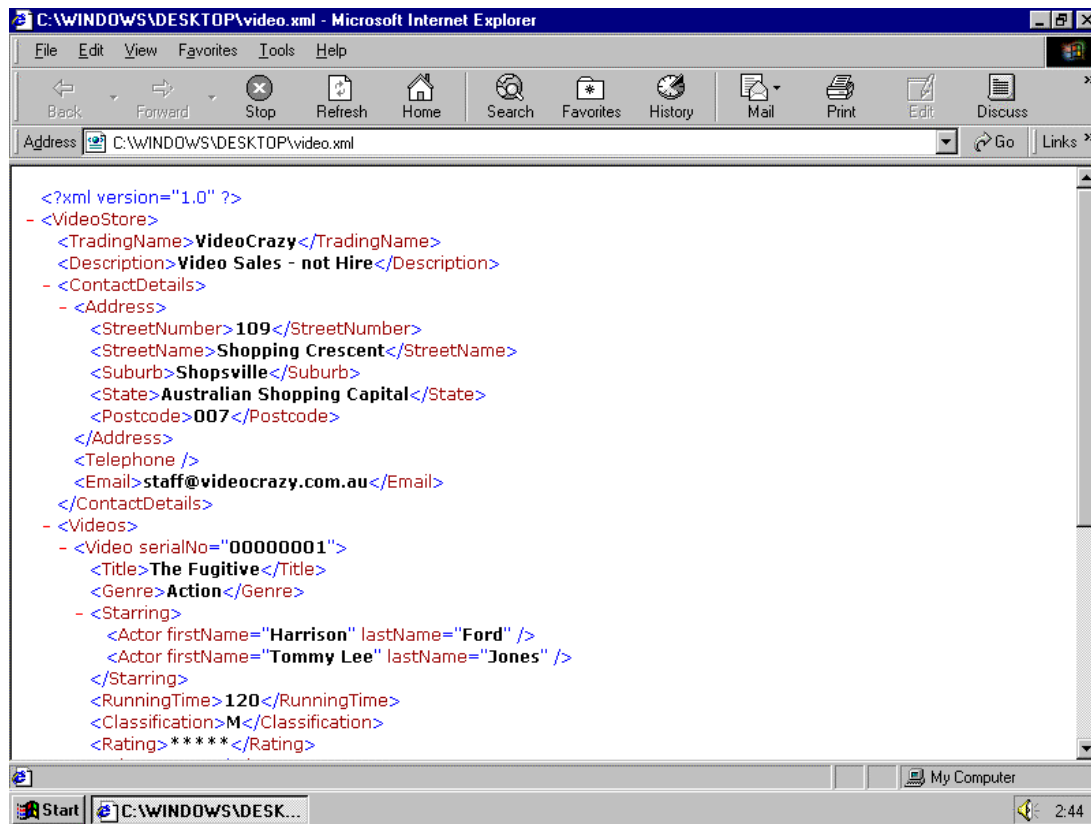 C:\WINDOWS\DESKTOP\video.xml - Microsoft Internet Explorer
File Edit View Favorites Tools Help
Back Forward Stop Refresh Home Search Favorites History Mail Print Edit Discuss »
Address C:\WINDOWS\DESKTOP\video.xml Go Links »
<?xml version="1.0" ?>
- <VideoStore>
<TradingName>VideoCrazy</TradingName>
<Description>Video Sales - not Hire</Description>
- <ContactDetails>
- <Address>
<StreetNumber>109</StreetNumber>
<StreetName>Shopping Crescent</StreetName>
<Suburb>Shopsville</Suburb>
<State>Australian Shopping Capital</State>
<Postcode>007</Postcode>
</Address>
<Telephone />
<Email>staff@videocrazy.com.au</Email>
</ContactDetails>
- <Videos>
- <Video serialNo="00000001">
<Title>The Fugitive</Title>
<Genre>Action</Genre>
- <Starring>
<Actor firstName="Harrison" lastName="Ford" />
<Actor firstName="Tommy Lee" lastName="Jones" />
</Starring>
<RunningTime>120</RunningTime>
<Classification>M</Classification>
<Rating>*****</Rating>
My Computer
Start C:\WINDOWS\DESK... 2:44